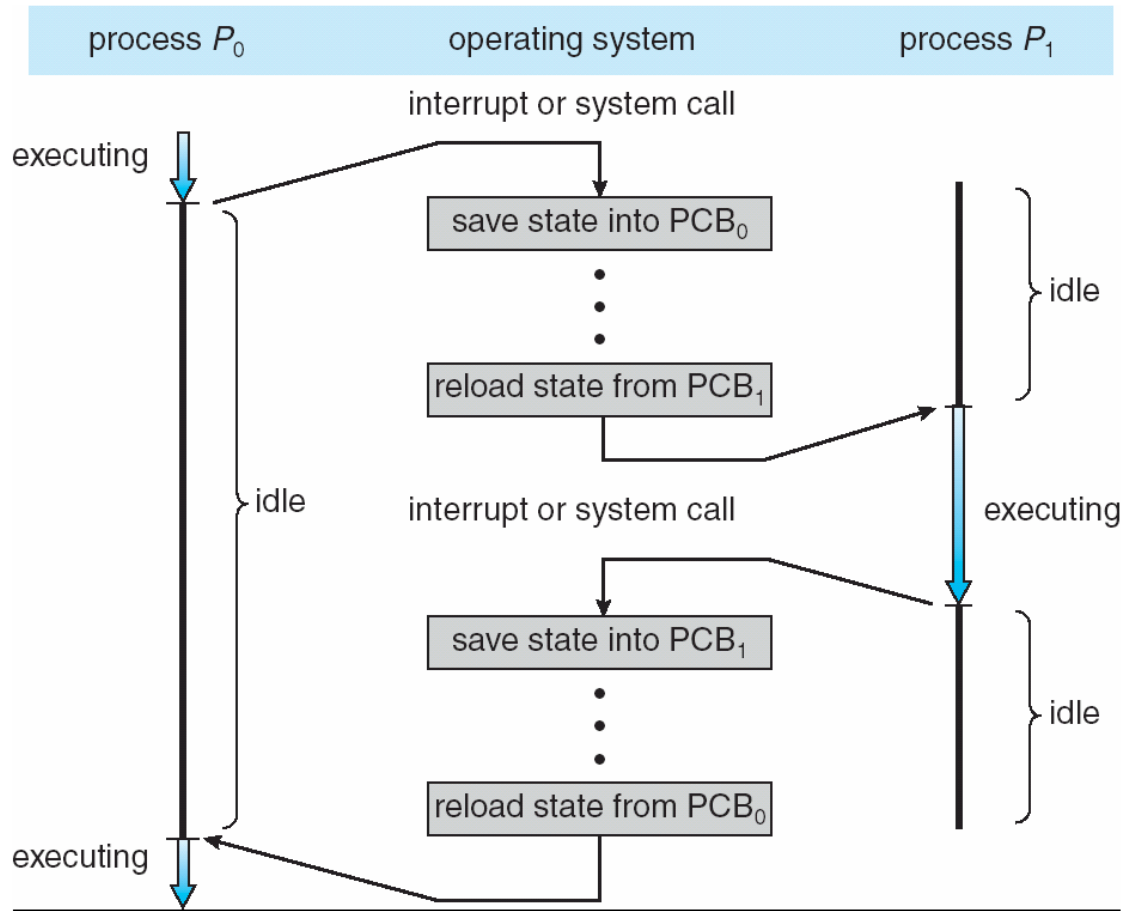 process P₀ operating system process P₁
interrupt or system call
executing
save state into PCB₀
idle
reload state from PCB₁
idle
interrupt or system call
executing
save state into PCB₁
idle
reload state from PCB₀
executing